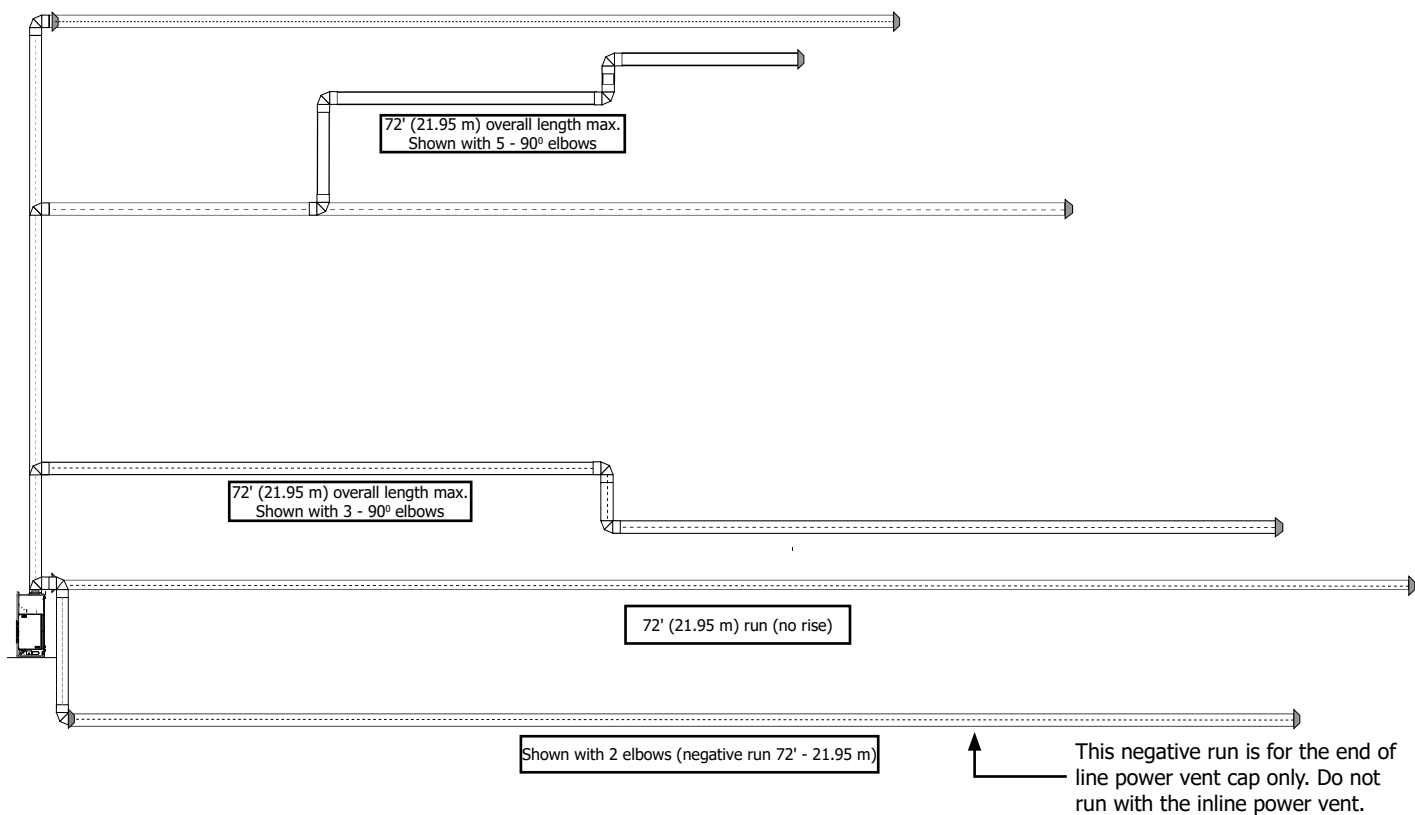 72' (21.95 m) overall length max.
Shown with 5 - 90⁰ elbows
72' (21.95 m) overall length max.
Shown with 3 - 90⁰ elbows
72' (21.95 m) run (no rise)
Shown with 2 elbows (negative run 72' - 21.95 m)
This negative run is for the end of
line power vent cap only. Do not
run with the inline power vent.